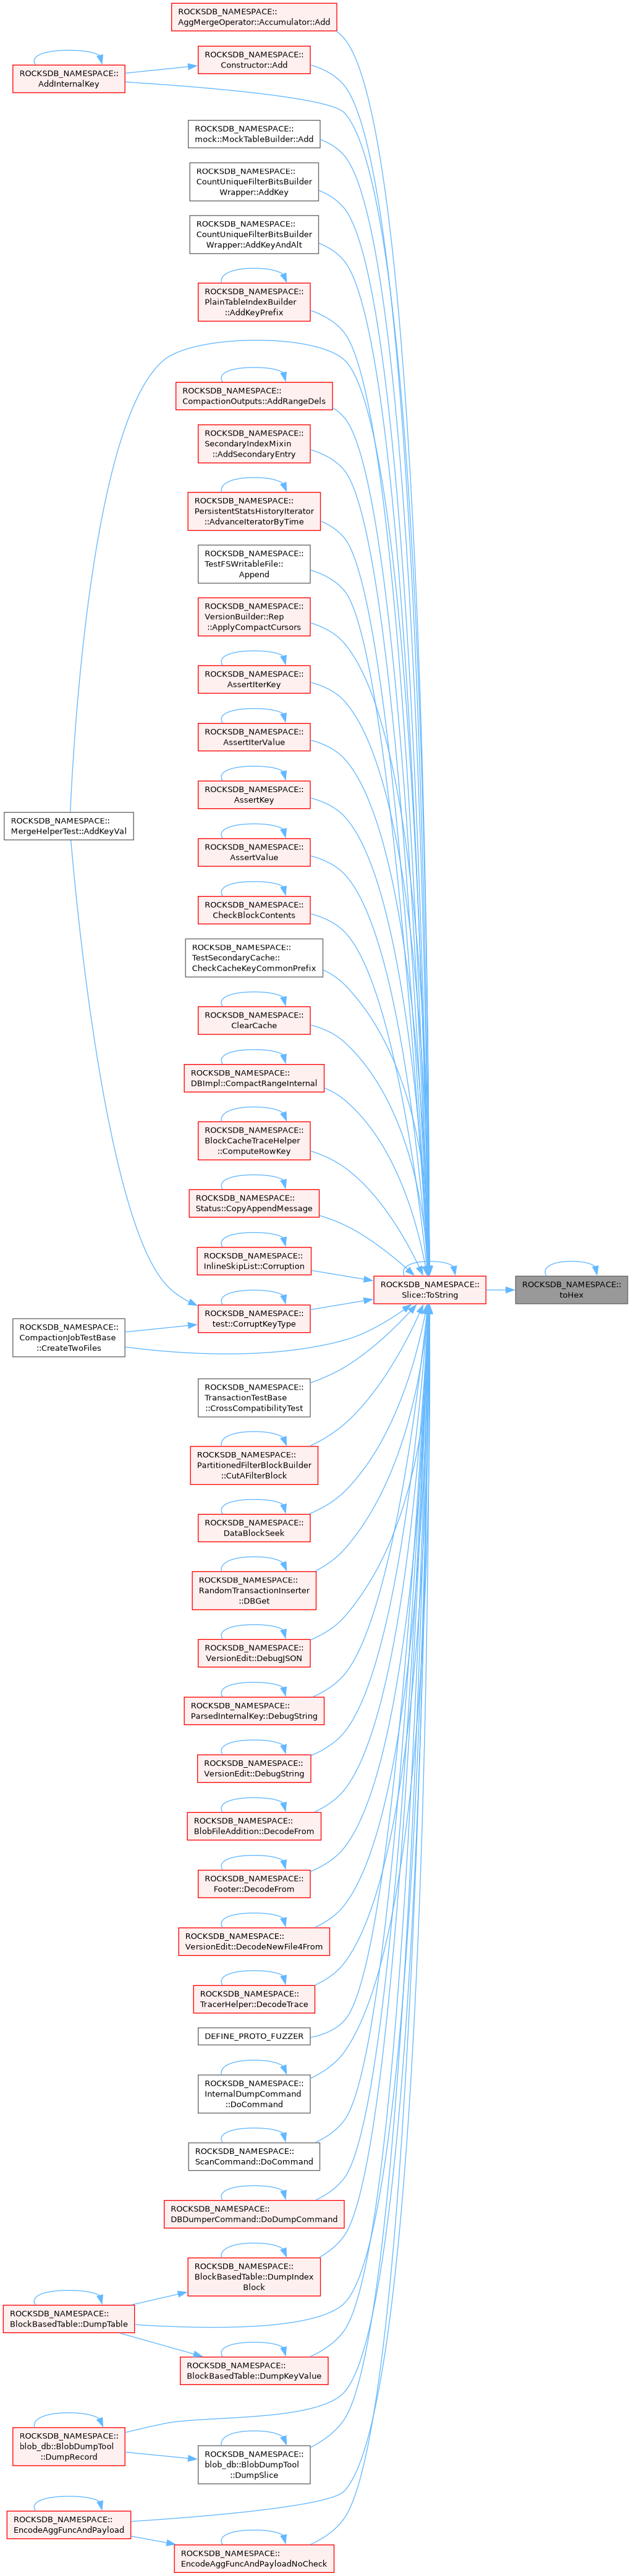 ROCKSDB_NAMESPACE::
AggMergeOperator::Accumulator::Add
ROCKSDB_NAMESPACE::
Constructor::Add
ROCKSDB_NAMESPACE::
AddInternalKey
ROCKSDB_NAMESPACE::
mock::MockTableBuilder::Add
ROCKSDB_NAMESPACE::
CountUniqueFilterBitsBuilder
Wrapper::AddKey
ROCKSDB_NAMESPACE::
CountUniqueFilterBitsBuilder
Wrapper::AddKeyAndAlt
ROCKSDB_NAMESPACE::
PlainTableIndexBuilder
::AddKeyPrefix
ROCKSDB_NAMESPACE::
CompactionOutputs::AddRangeDels
ROCKSDB_NAMESPACE::
SecondaryIndexMixin
::AddSecondaryEntry
ROCKSDB_NAMESPACE::
PersistentStatsHistoryIterator
::AdvanceIteratorByTime
ROCKSDB_NAMESPACE::
TestFSWritableFile::
Append
ROCKSDB_NAMESPACE::
VersionBuilder::Rep
::ApplyCompactCursors
ROCKSDB_NAMESPACE::
AssertIterKey
ROCKSDB_NAMESPACE::
AssertIterValue
ROCKSDB_NAMESPACE::
AssertKey
ROCKSDB_NAMESPACE::
MergeHelperTest::AddKeyVal
ROCKSDB_NAMESPACE::
AssertValue
ROCKSDB_NAMESPACE::
CheckBlockContents
ROCKSDB_NAMESPACE::
TestSecondaryCache::
CheckCacheKeyCommonPrefix
ROCKSDB_NAMESPACE::
ClearCache
ROCKSDB_NAMESPACE::
DBImpl::CompactRangeInternal
ROCKSDB_NAMESPACE::
BlockCacheTraceHelper
::ComputeRowKey
ROCKSDB_NAMESPACE::
Status::CopyAppendMessage
ROCKSDB_NAMESPACE::
InlineSkipList::Corruption
ROCKSDB_NAMESPACE::
Slice::ToString
ROCKSDB_NAMESPACE::
toHex
ROCKSDB_NAMESPACE::
test::CorruptKeyType
ROCKSDB_NAMESPACE::
CompactionJobTestBase
::CreateTwoFiles
ROCKSDB_NAMESPACE::
TransactionTestBase
::CrossCompatibilityTest
ROCKSDB_NAMESPACE::
PartitionedFilterBlockBuilder
::CutAFilterBlock
ROCKSDB_NAMESPACE::
DataBlockSeek
ROCKSDB_NAMESPACE::
RandomTransactionInserter
::DBGet
ROCKSDB_NAMESPACE::
VersionEdit::DebugJSON
ROCKSDB_NAMESPACE::
ParsedInternalKey::DebugString
ROCKSDB_NAMESPACE::
VersionEdit::DebugString
ROCKSDB_NAMESPACE::
BlobFileAddition::DecodeFrom
ROCKSDB_NAMESPACE::
Footer::DecodeFrom
ROCKSDB_NAMESPACE::
VersionEdit::DecodeNewFile4From
ROCKSDB_NAMESPACE::
TracerHelper::DecodeTrace
DEFINE_PROTO_FUZZER
ROCKSDB_NAMESPACE::
InternalDumpCommand
::DoCommand
ROCKSDB_NAMESPACE::
ScanCommand::DoCommand
ROCKSDB_NAMESPACE::
DBDumperCommand::DoDumpCommand
ROCKSDB_NAMESPACE::
BlockBasedTable::DumpIndex
Block
ROCKSDB_NAMESPACE::
BlockBasedTable::DumpTable
ROCKSDB_NAMESPACE::
BlockBasedTable::DumpKeyValue
ROCKSDB_NAMESPACE::
blob_db::BlobDumpTool
::DumpRecord
ROCKSDB_NAMESPACE::
blob_db::BlobDumpTool
::DumpSlice
ROCKSDB_NAMESPACE::
EncodeAggFuncAndPayload
ROCKSDB_NAMESPACE::
EncodeAggFuncAndPayloadNoCheck